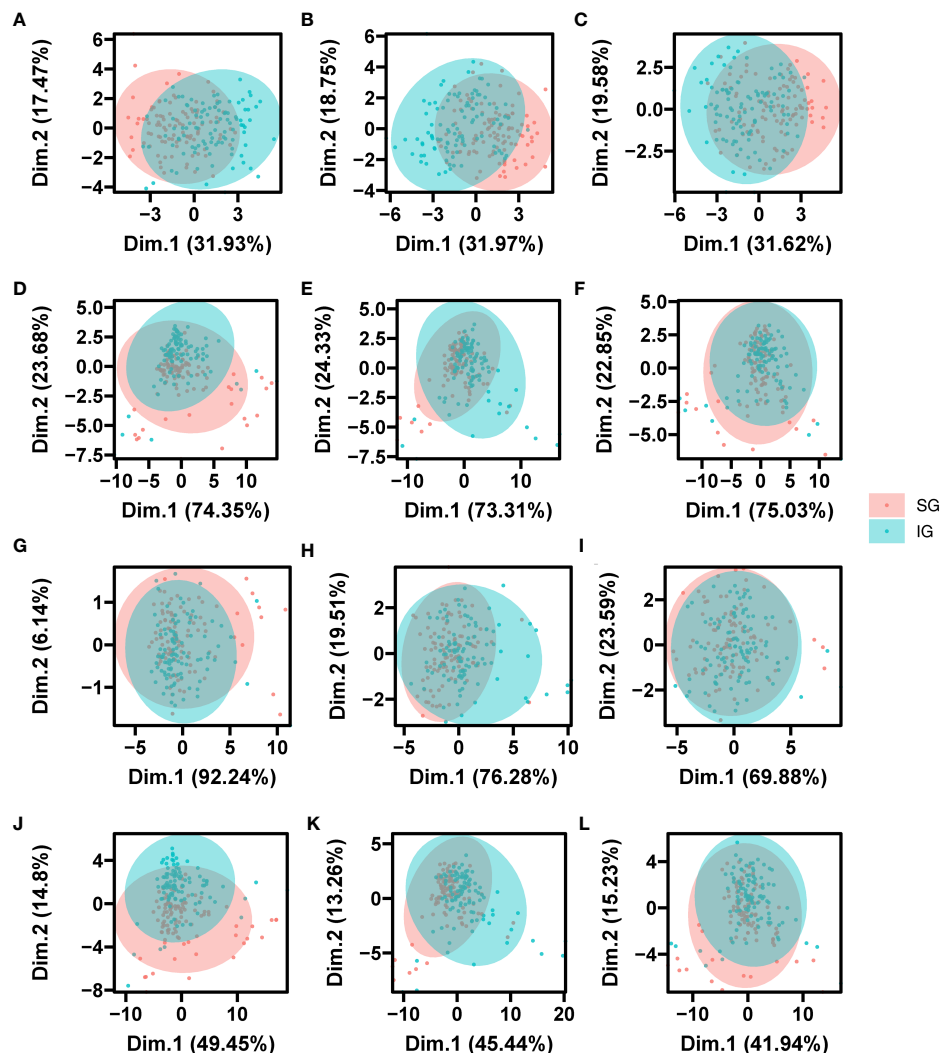 A
B
C
6
4
2
0
−2
−4
Dim.2 (17.47%)
−3 0 3
Dim.1 (31.93%)
6
4
2
0
−2
−4
Dim.2 (18.75%)
−6 −3 0 3
Dim.1 (31.97%)
2.5
0.0
−2.5
Dim.2 (19.58%)
−6 −3 0 3
Dim.1 (31.62%)
D
E
F
5.0
2.5
0.0
−2.5
−5.0
−7.5
Dim.2 (23.68%)
−10 −5 0 5 10
Dim.1 (74.35%)
5.0
2.5
0.0
−2.5
−5.0
−7.5
Dim.2 (24.33%)
−10 0 10
Dim.1 (73.31%)
5.0
2.5
0.0
−2.5
−5.0
Dim.2 (22.85%)
−10 −5 0 5 10
Dim.1 (75.03%)
SG
IG
G
H
I
1
0
−1
Dim.2 (6.14%)
−5 0 5 10
Dim.1 (92.24%)
2
0
−2
Dim.2 (19.51%)
−5 0 5 10
Dim.1 (76.28%)
2
0
−2
Dim.2 (23.59%)
−5 0 5
Dim.1 (69.88%)
J
K
L
4
0
−4
−8
Dim.2 (14.8%)
−10 0 10
Dim.1 (49.45%)
5
0
−5
Dim.2 (13.26%)
−10 0 10 20
Dim.1 (45.44%)
4
0
−4
Dim.2 (15.23%)
−10 0 10
Dim.1 (41.94%)